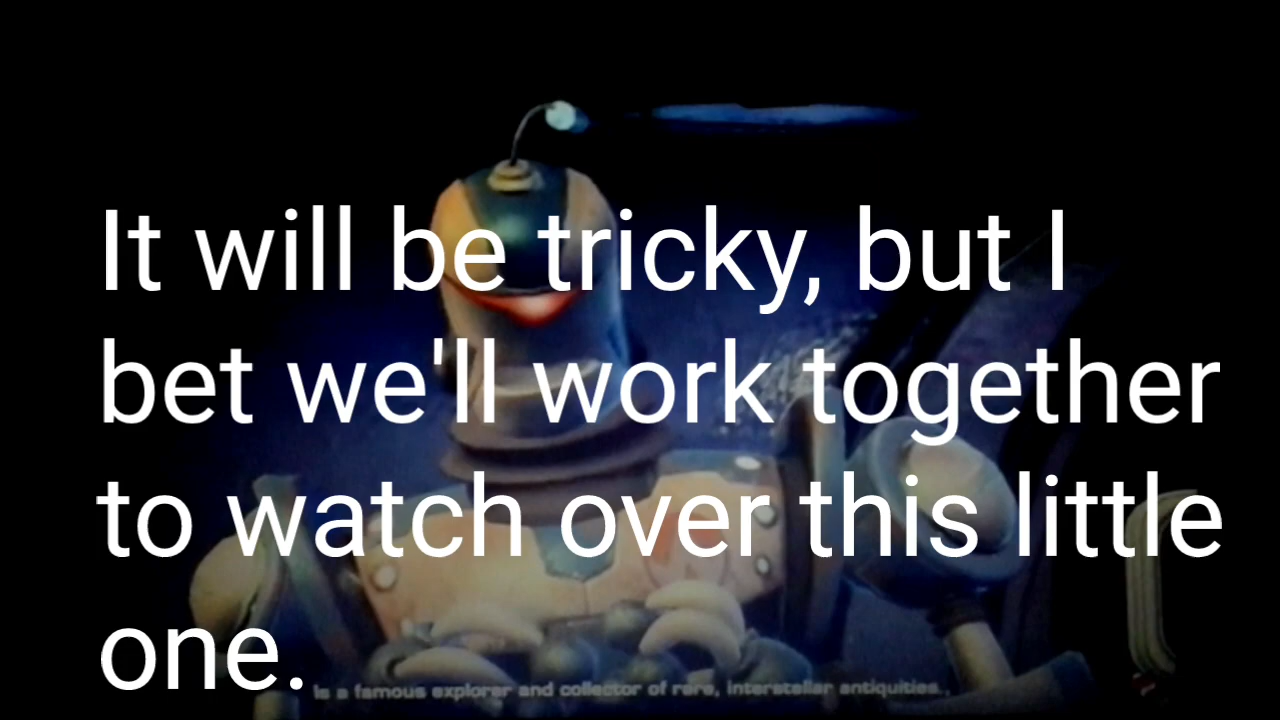 It will be tricky, but I
bet we'll work together
to watch over this little
one.
is a famous explorer and collector of rare, interstellar antiquities.,